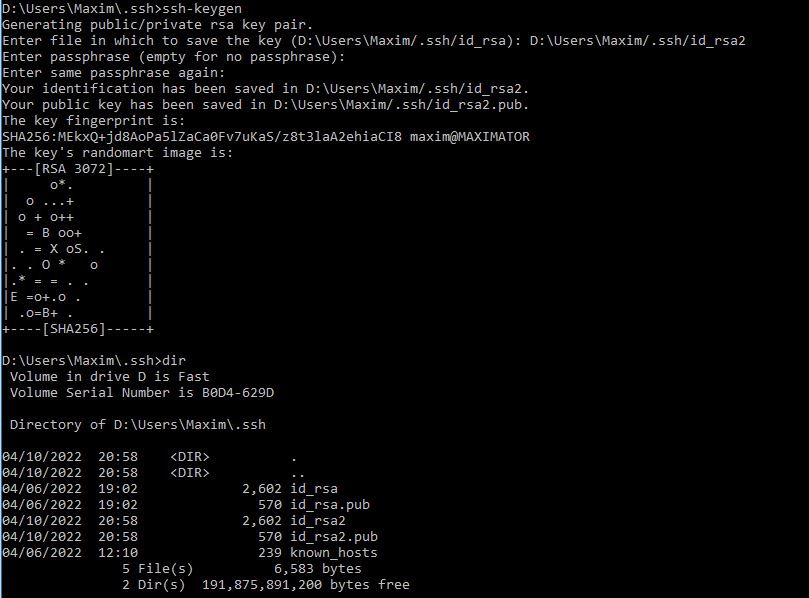 D:\Users\Maxim\.ssh>ssh-keygen
Generating public/private rsa key pair.
Enter file in which to save the key (D:\Users\Maxim/.ssh/id_rsa): D:\Users\Maxim/.ssh/id_rsa2
Enter passphrase (empty for no passphrase):
Enter same passphrase again:
Your identification has been saved in D:\Users\Maxim/.ssh/id_rsa2.
Your public key has been saved in D:\Users\Maxim/.ssh/id_rsa2.pub.
The key fingerprint is:
SHA256:MEkxQ+jd8AoPa5lZaCa0Fv7uKaS/z8t3laA2ehiaCI8 maxim@MAXIMATOR
The key's randomart image is:
+---[RSA 3072]----+
|     o*.         |
|  o ...+         |
| o + o++         |
|  = B oo+        |
| . = X oS. .     |
|. . O *   o      |
|.* = = . .       |
|E =o+.o .        |
| .o=B+ .         |
+----[SHA256]-----+
D:\Users\Maxim\.ssh>dir
 Volume in drive D is Fast
 Volume Serial Number is B0D4-629D
 Directory of D:\Users\Maxim\.ssh
04/10/2022  20:58    <DIR>          .
04/10/2022  20:58    <DIR>          ..
04/06/2022  19:02             2,602 id_rsa
04/06/2022  19:02               570 id_rsa.pub
04/10/2022  20:58             2,602 id_rsa2
04/10/2022  20:58               570 id_rsa2.pub
04/06/2022  12:10               239 known_hosts
               5 File(s)          6,583 bytes
               2 Dir(s)  191,875,891,200 bytes free